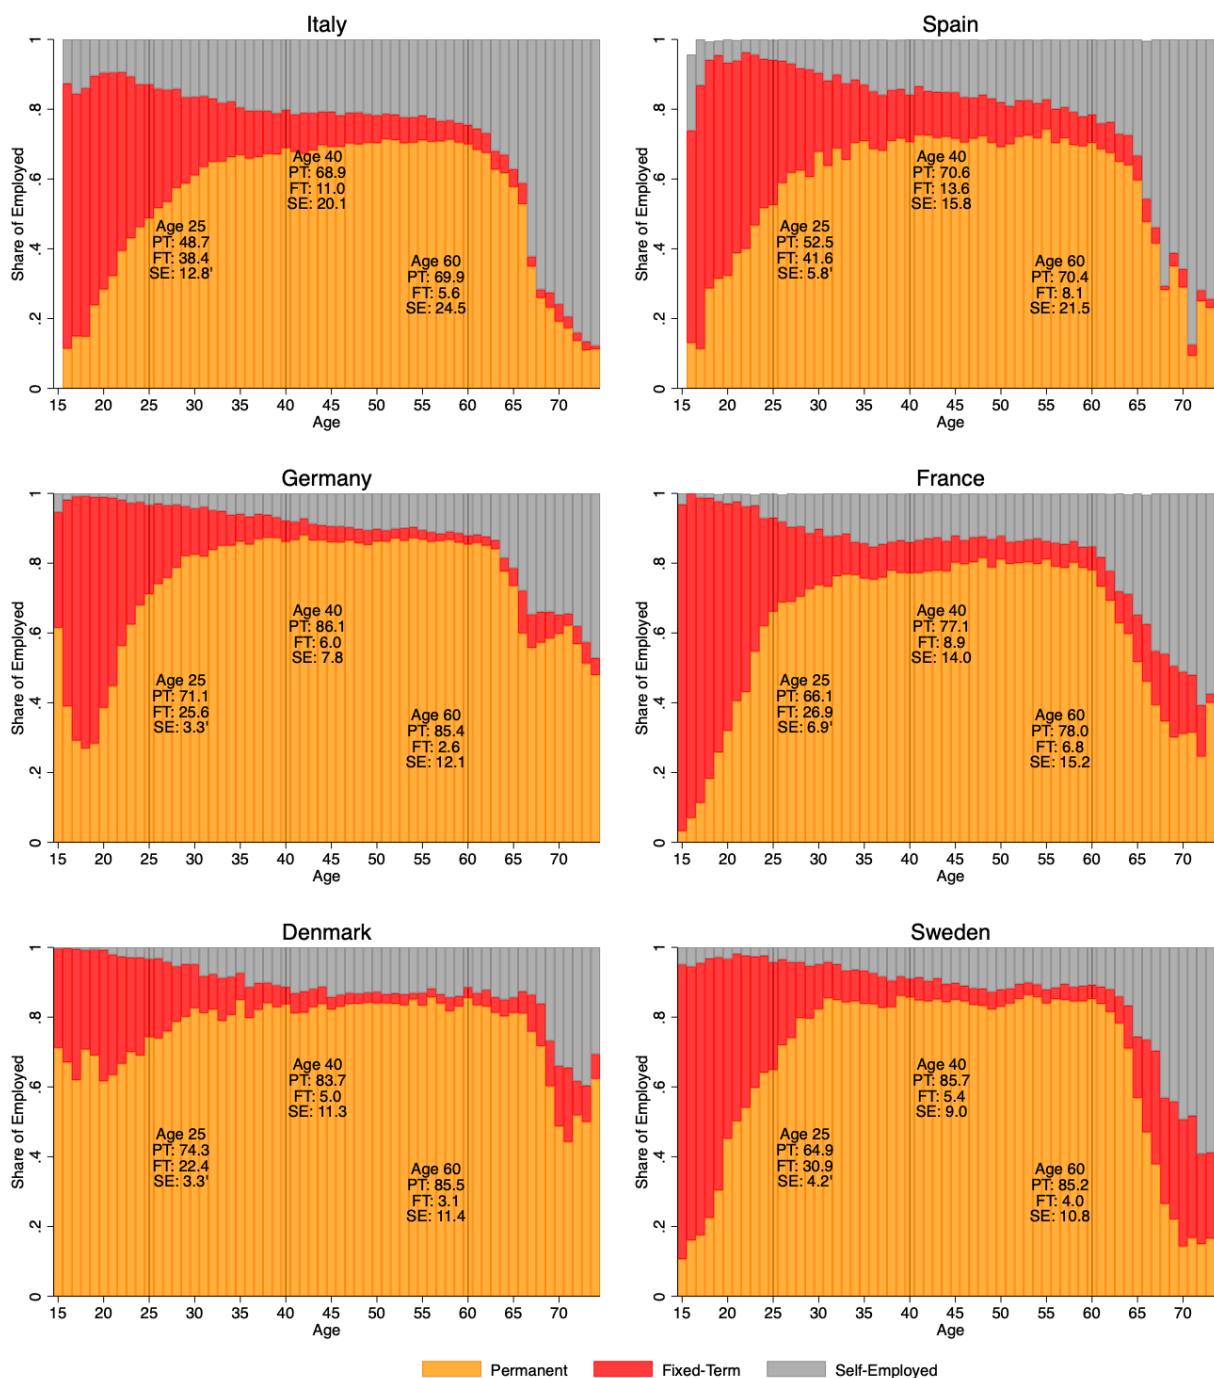 Italy
Share of Employed
0 .2 .4 .6 .8 1
Age 25
PT: 48.7
FT: 38.4
SE: 12.8'
Age 40
PT: 68.9
FT: 11.0
SE: 20.1
Age 60
PT: 69.9
FT: 5.6
SE: 24.5
15 20 25 30 35 40 45 50 55 60 65 70
Age
Spain
Share of Employed
0 .2 .4 .6 .8 1
Age 25
PT: 52.5
FT: 41.6
SE: 5.8'
Age 40
PT: 70.6
FT: 13.6
SE: 15.8
Age 60
PT: 70.4
FT: 8.1
SE: 21.5
15 20 25 30 35 40 45 50 55 60 65 70
Age
Germany
Share of Employed
0 .2 .4 .6 .8 1
Age 25
PT: 71.1
FT: 25.6
SE: 3.3'
Age 40
PT: 86.1
FT: 6.0
SE: 7.8
Age 60
PT: 85.4
FT: 2.6
SE: 12.1
15 20 25 30 35 40 45 50 55 60 65 70
Age
France
Share of Employed
0 .2 .4 .6 .8 1
Age 25
PT: 66.1
FT: 26.9
SE: 6.9'
Age 40
PT: 77.1
FT: 8.9
SE: 14.0
Age 60
PT: 78.0
FT: 6.8
SE: 15.2
15 20 25 30 35 40 45 50 55 60 65 70
Age
Denmark
Share of Employed
0 .2 .4 .6 .8 1
Age 25
PT: 74.3
FT: 22.4
SE: 3.3'
Age 40
PT: 83.7
FT: 5.0
SE: 11.3
Age 60
PT: 85.5
FT: 3.1
SE: 11.4
15 20 25 30 35 40 45 50 55 60 65 70
Age
Sweden
Share of Employed
0 .2 .4 .6 .8 1
Age 25
PT: 64.9
FT: 30.9
SE: 4.2'
Age 40
PT: 85.7
FT: 5.4
SE: 9.0
Age 60
PT: 85.2
FT: 4.0
SE: 10.8
15 20 25 30 35 40 45 50 55 60 65 70
Age
Permanent Fixed-Term Self-Employed